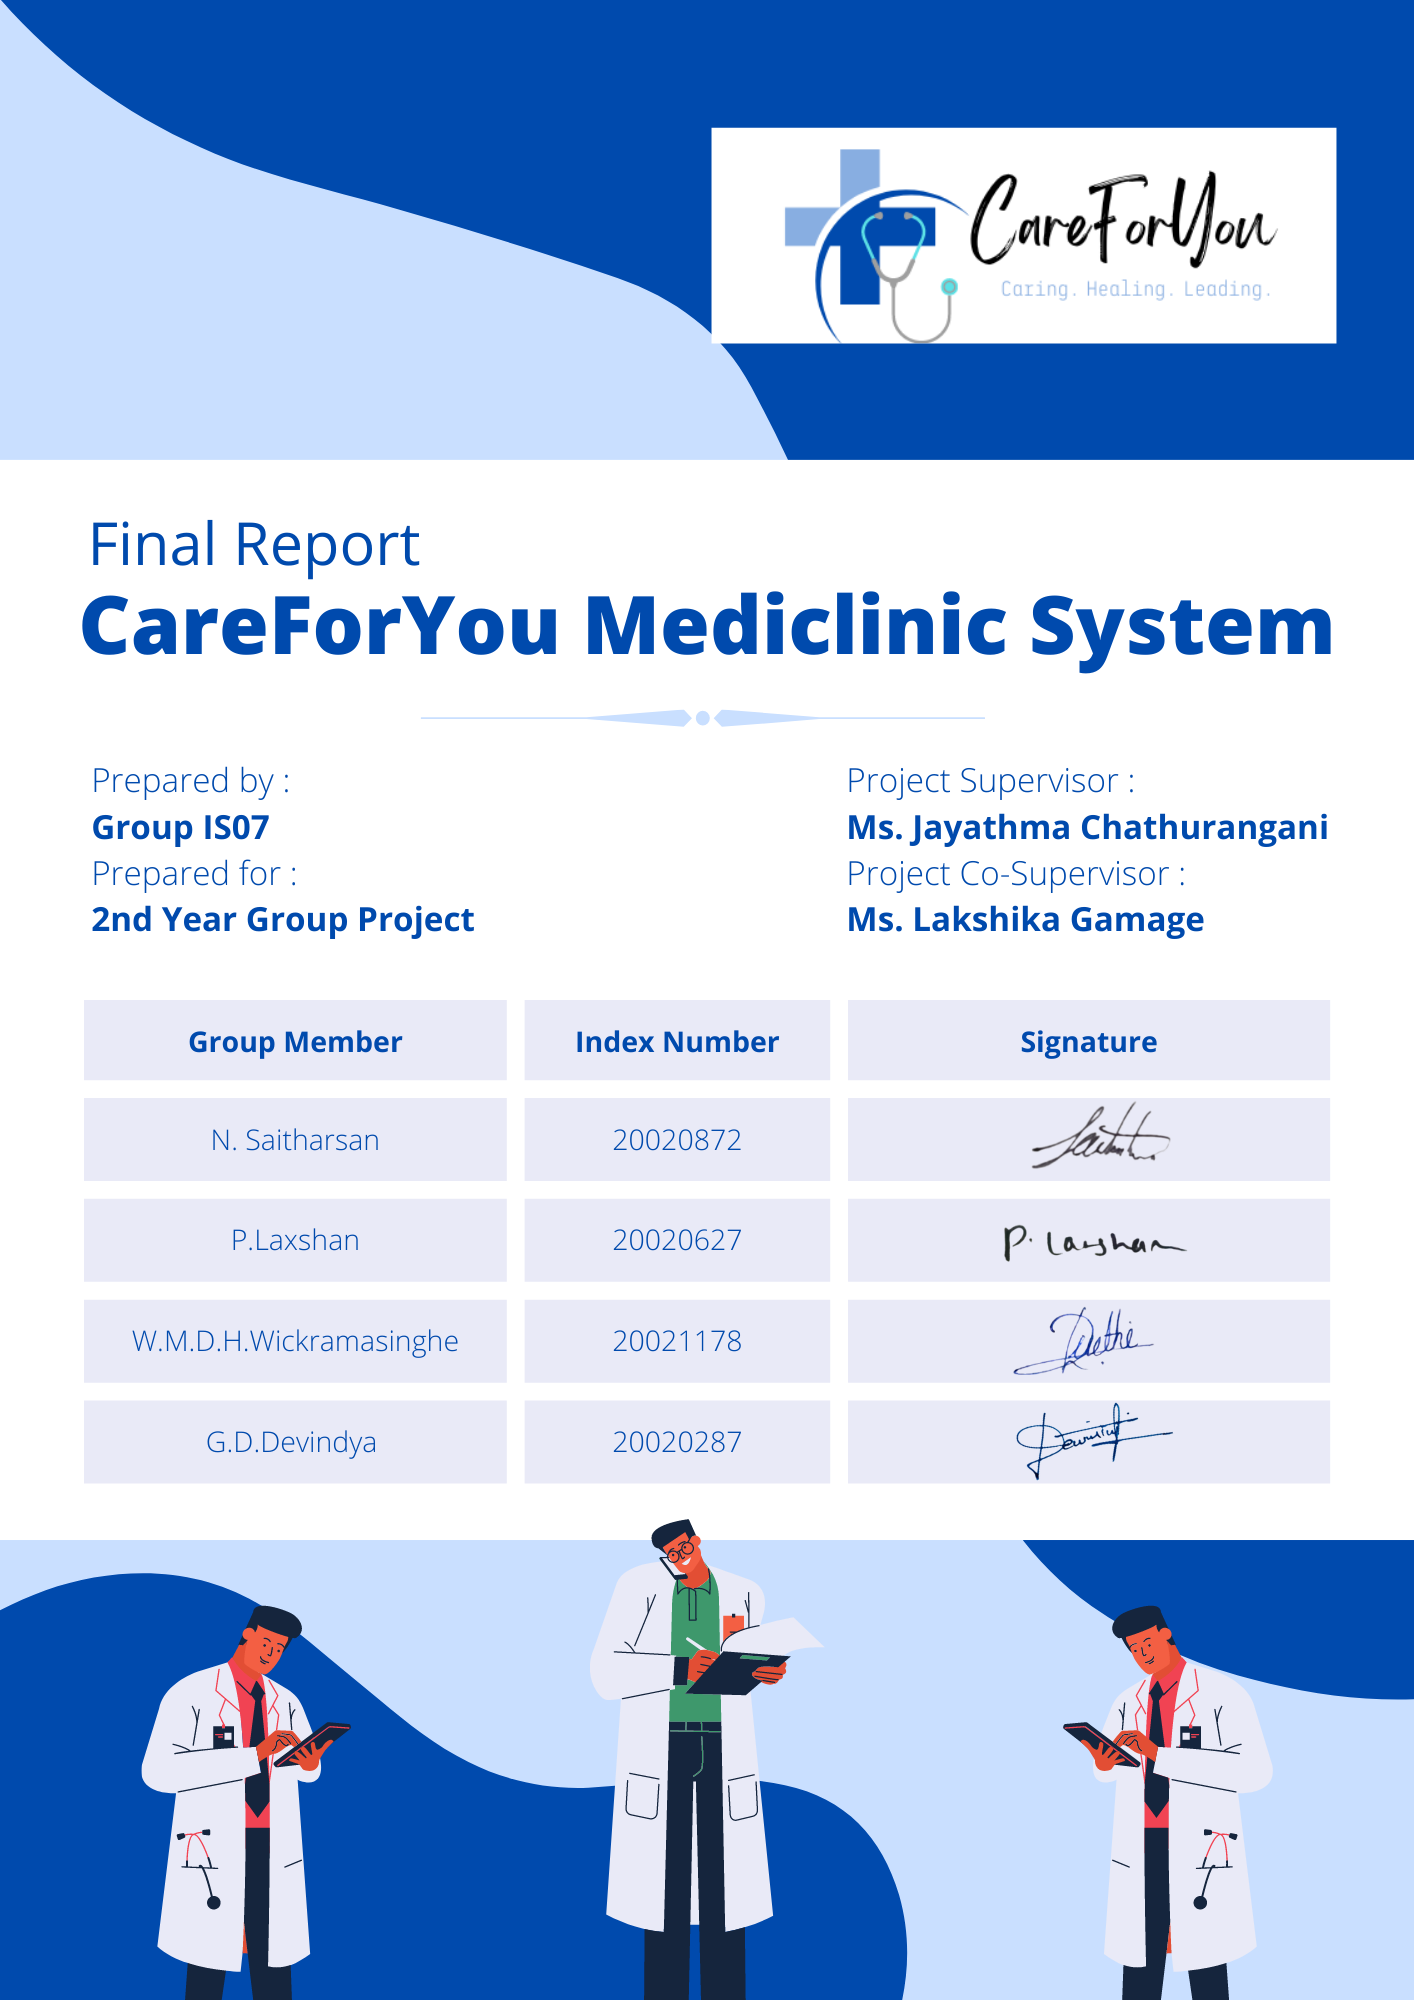 CareForYou
Caring. Healing. Leading.
Final Report
CareForYou Mediclinic System
Prepared by :
Group IS07
Prepared for :
2nd Year Group Project
Project Supervisor :
Ms. Jayathma Chathurangani
Project Co-Supervisor :
Ms. Lakshika Gamage
Group Member Index Number Signature
N. Saitharsan 20020872
P.Laxshan 20020627 P. Laxshan
W.M.D.H.Wickramasinghe 20021178
G.D.Devindya 20020287